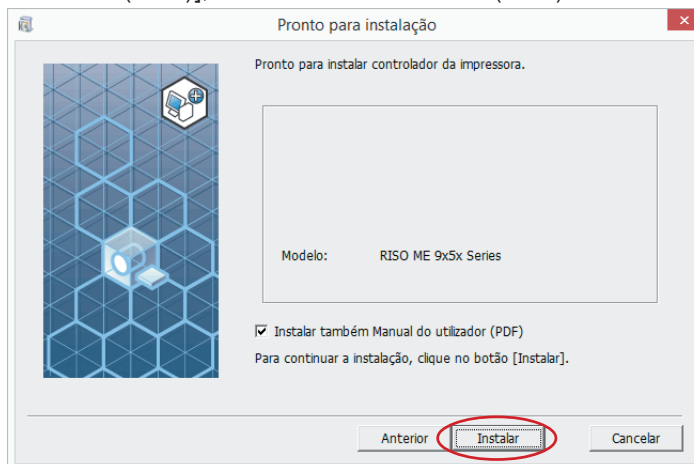 Pronto para instalação
Pronto para instalar controlador da impressora.
Modelo: RISO ME 9x5x Series
Instalar também Manual do utilizador (PDF)
Para continuar a instalação, clique no botão [Instalar].
Anterior Instalar Cancelar